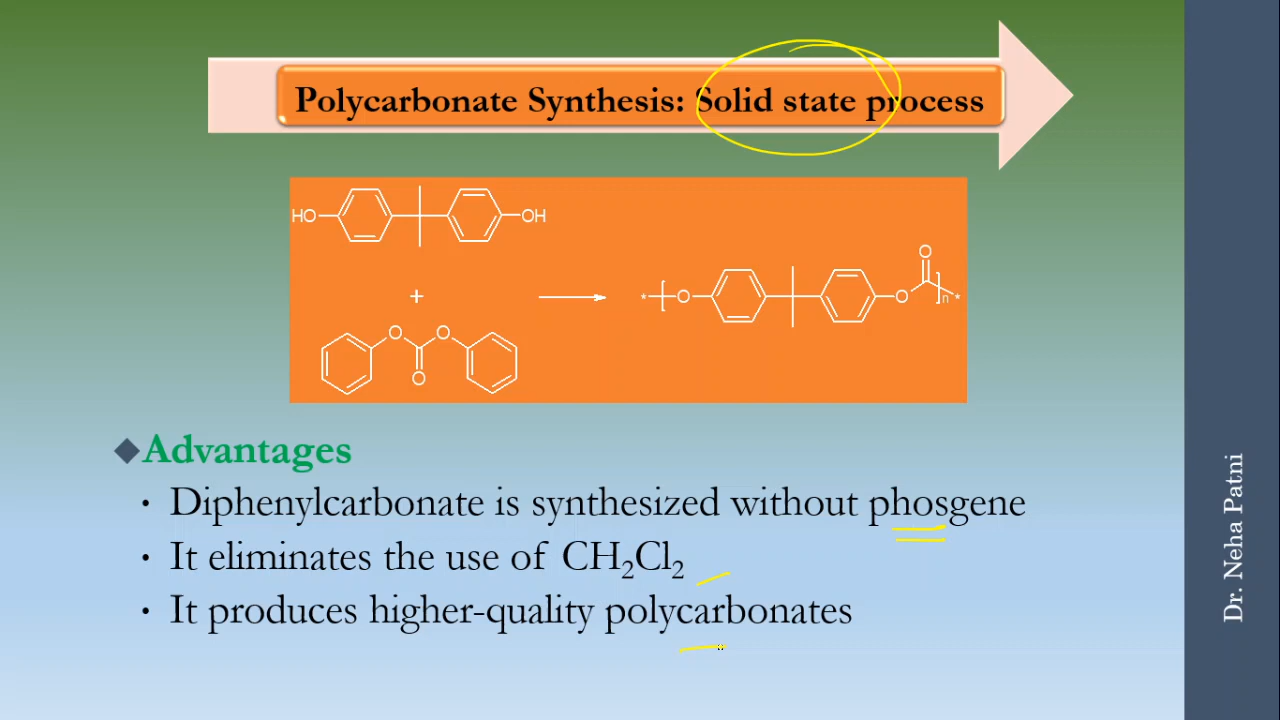 Polycarbonate Synthesis: Solid state process
HO
OH
+
O
O
O
* O
O
O
n *
Advantages
• Diphenylcarbonate is synthesized without phosgene
• It eliminates the use of CH₂Cl₂
• It produces higher-quality polycarbonates
Dr. Neha Patni